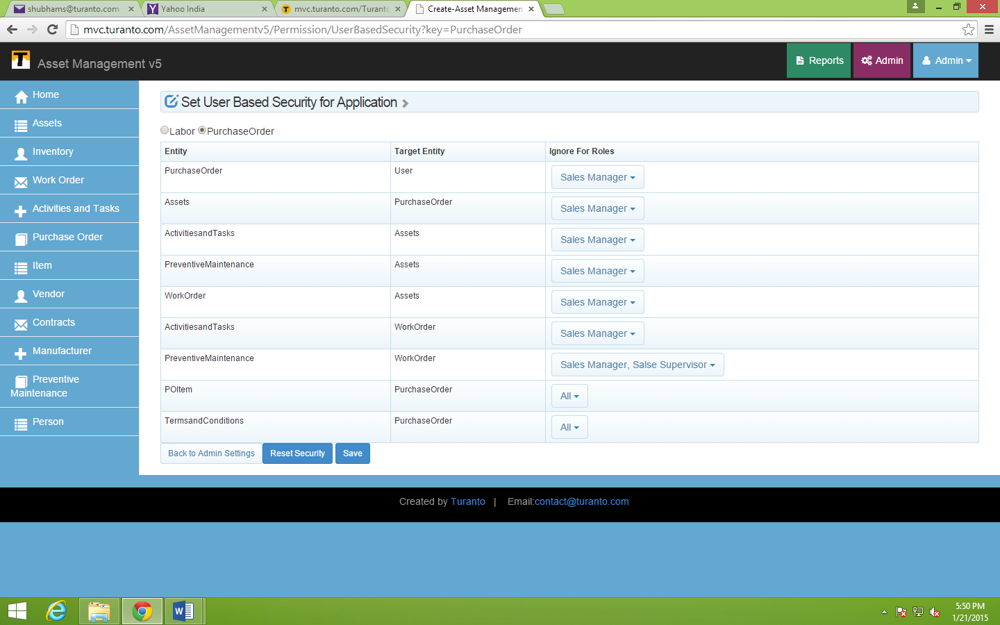 shubhams@turanto.com -
Yahoo India
mvc.turanto.com/Turant
Create-Asset Managemen
mvc.turanto.com/AssetManagementv5/Permission/UserBasedSecurity?key=PurchaseOrder
T Asset Management v5
Reports
Admin
Admin
Home
Assets
Inventory
Work Order
Activities and Tasks
Purchase Order
Item
Vendor
Contracts
Manufacturer
Preventive
Maintenance
Person
Set User Based Security for Application
Labor PurchaseOrder
Entity Target Entity Ignore For Roles
PurchaseOrder User Sales Manager
Assets PurchaseOrder Sales Manager
ActivitiesandTasks Assets Sales Manager
PreventiveMaintenance Assets Sales Manager
WorkOrder Assets Sales Manager
ActivitiesandTasks WorkOrder Sales Manager
PreventiveMaintenance WorkOrder Sales Manager, Salse Supervisor
POItem PurchaseOrder All
TermsandConditions PurchaseOrder All
Back to Admin Settings Reset Security Save
Created by Turanto | Email:contact@turanto.com
5:50 PM
1/21/2015